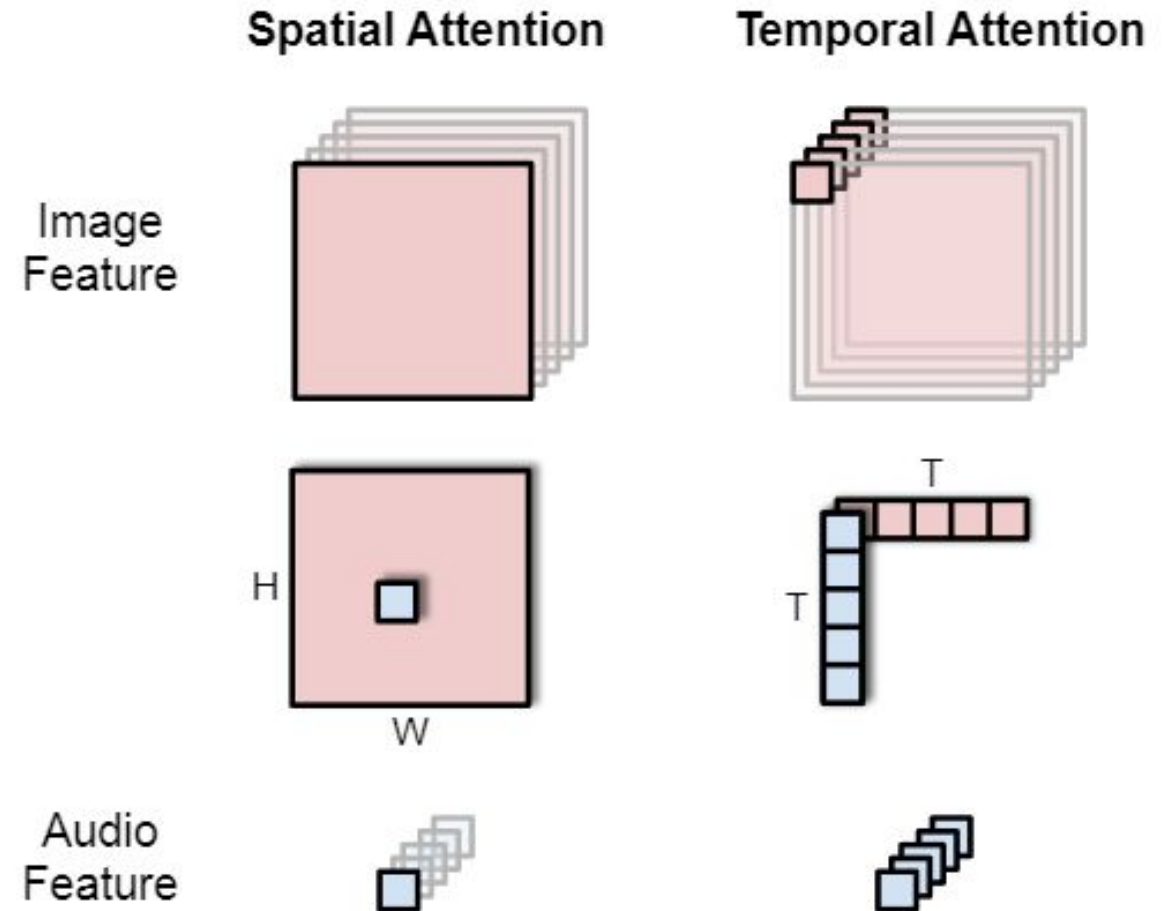 Spatial Attention
Temporal Attention
Image
Feature
T
H
T
W
Audio
Feature